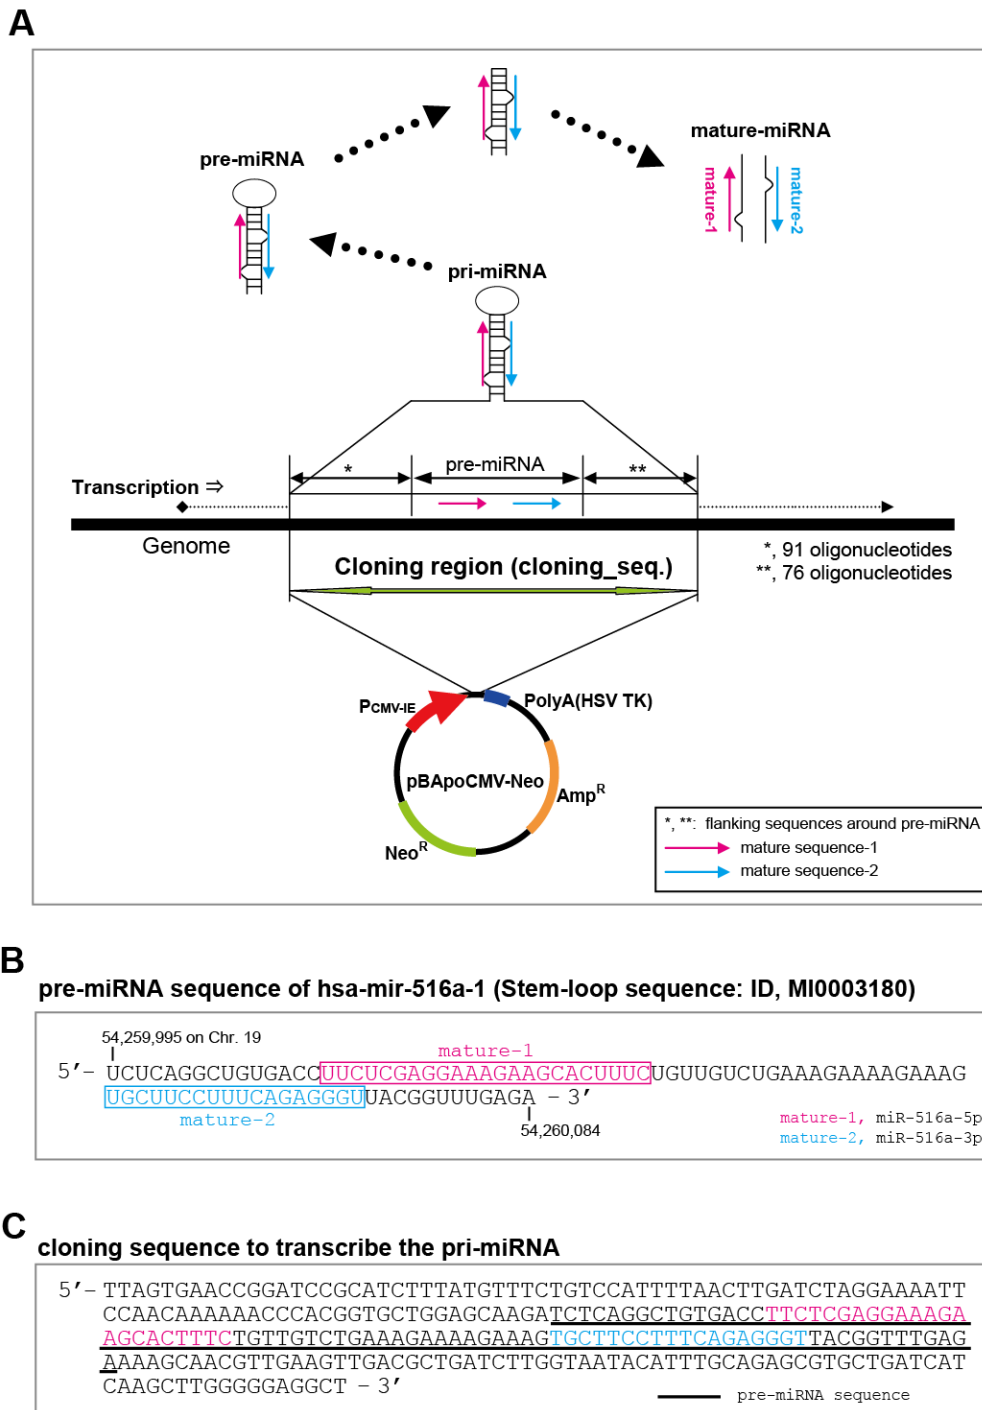 A
pre-miRNA
mature-miRNA
mature-1
mature-2
pri-miRNA
*
pre-miRNA
**
Transcription ⇒
Genome
*, 91 oligonucleotides
**, 76 oligonucleotides
Cloning region (cloning_seq.)
PCMV-IE
PolyA(HSV TK)
pBApoCMV-Neo
AmpR
NeoR
*, **: flanking sequences around pre-miRNA
mature sequence-1
mature sequence-2
B
pre-miRNA sequence of hsa-mir-516a-1 (Stem-loop sequence: ID, MI0003180)
54,259,995 on Chr. 19
mature-1
5’- UCUCAGGCUGUGACCUUCUCGAGGAAAGAAGCACUUUCUGUUGUCUGAAAGAAAAGAAAG
UGCUUCCUUUCAGAGGGUUACGGUUUGAGA - 3’
mature-2
54,260,084
mature-1, miR-516a-5p
mature-2, miR-516a-3p
C
cloning sequence to transcribe the pri-miRNA
5’- TTAGTGAACCGGATCCGCATCTTTATGTTTCTGTCCATTTTAACTTGATCTAGGAAAATT
CCAACAAAAAACCCACGGTGCTGGAGCAAGATCTCAGGCTGTGACCTTCTCGAGGAAAGA
AGCACTTTCTGTTGTCTGAAAGAAAAGAAAGTGCTTCCTTTCAGAGGGTTACGGTTTGAG
AAAAGCAACGTTGAAGTTGACGCTGATCTTGGTAATACATTTGCAGAGCGTGCTGATCAT
CAAGCTTGGGGGAGGCT - 3’
pre-miRNA sequence